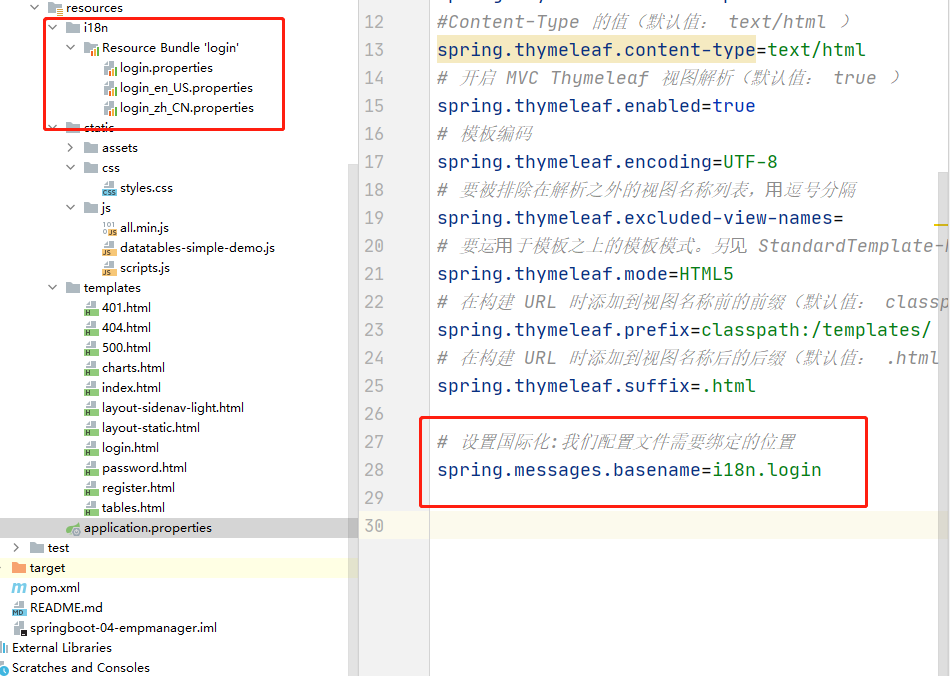 resources
i18n
Resource Bundle 'login'
login.properties
login_en_US.properties
login_zh_CN.properties
static
assets
css
styles.css
js
all.min.js
datatables-simple-demo.js
scripts.js
templates
401.html
404.html
500.html
charts.html
index.html
layout-sidenav-light.html
layout-static.html
login.html
password.html
register.html
tables.html
application.properties
test
target
pom.xml
README.md
springboot-04-empmanager.iml
External Libraries
Scratches and Consoles
12 #Content-Type 的值（默认值： text/html ）
13 spring.thymeleaf.content-type=text/html
14 # 开启 MVC Thymeleaf 视图解析（默认值： true ）
15 spring.thymeleaf.enabled=true
16 # 模板编码
17 spring.thymeleaf.encoding=UTF-8
18 # 要被排除在解析之外的视图名称列表，用逗号分隔
19 spring.thymeleaf.excluded-view-names=
20 # 要运用于模板之上的模板模式。另见 StandardTemplate-
21 spring.thymeleaf.mode=HTML5
22 # 在构建 URL 时添加到视图名称前的前缀（默认值： classp
23 spring.thymeleaf.prefix=classpath:/templates/
24 # 在构建 URL 时添加到视图名称后的后缀（默认值： .html
25 spring.thymeleaf.suffix=.html
26
27 # 设置国际化:我们配置文件需要绑定的位置
28 spring.messages.basename=i18n.login
29
30